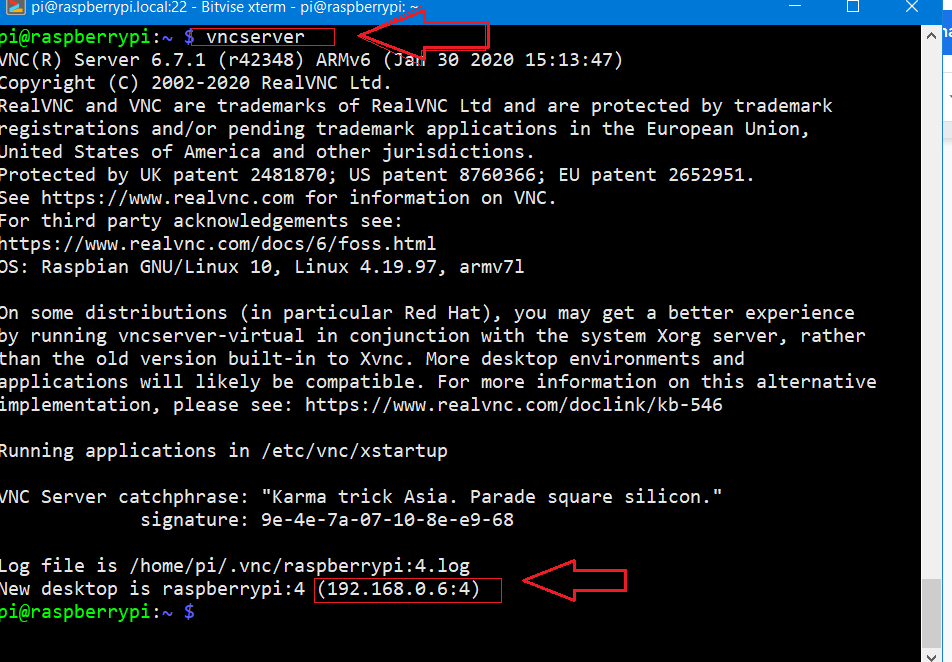 pi@raspberrypi.local:22 - Bitvise xterm - pi@raspberrypi: ~
pi@raspberrypi:~ $ vncserver
VNC(R) Server 6.7.1 (r42348) ARMv6 (Jan 30 2020 15:13:47)
Copyright (C) 2002-2020 RealVNC Ltd.
RealVNC and VNC are trademarks of RealVNC Ltd and are protected by trademark
registrations and/or pending trademark applications in the European Union,
United States of America and other jurisdictions.
Protected by UK patent 2481870; US patent 8760366; EU patent 2652951.
See https://www.realvnc.com for information on VNC.
For third party acknowledgements see:
https://www.realvnc.com/docs/6/foss.html
OS: Raspbian GNU/Linux 10, Linux 4.19.97, armv7l
On some distributions (in particular Red Hat), you may get a better experience
by running vncserver-virtual in conjunction with the system Xorg server, rather
than the old version built-in to Xvnc. More desktop environments and
applications will likely be compatible. For more information on this alternative
implementation, please see: https://www.realvnc.com/doclink/kb-546
Running applications in /etc/vnc/xstartup
VNC Server catchphrase: "Karma trick Asia. Parade square silicon."
signature: 9e-4e-7a-07-10-8e-e9-68
Log file is /home/pi/.vnc/raspberrypi:4.log
New desktop is raspberrypi:4 (192.168.0.6:4)
pi@raspberrypi:~ $